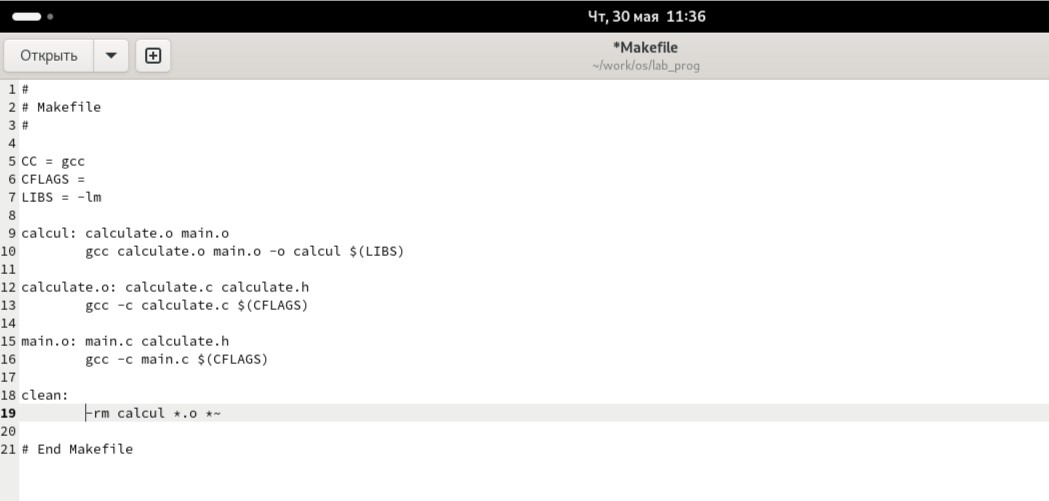 Чт, 30 мая 11:36
Открыть
*Makefile
~/work/os/lab_prog
1 #
2 # Makefile
3 #
4
5 CC = gcc
6 CFLAGS =
7 LIBS = -lm
8
9 calcul: calculate.o main.o
10 gcc calculate.o main.o -o calcul $(LIBS)
11
12 calculate.o: calculate.c calculate.h
13 gcc -c calculate.c $(CFLAGS)
14
15 main.o: main.c calculate.h
16 gcc -c main.c $(CFLAGS)
17
18 clean:
19 -rm calcul *.o *~
20
21 # End Makefile